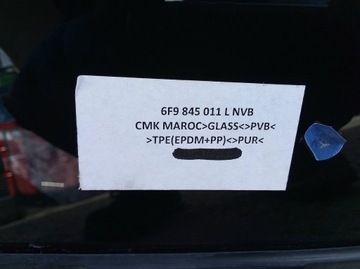 6F9 845 011 L NVB
CMK MAROC>GLASS<>PVB<
>TPE(EPDM+PP)<>PUR<